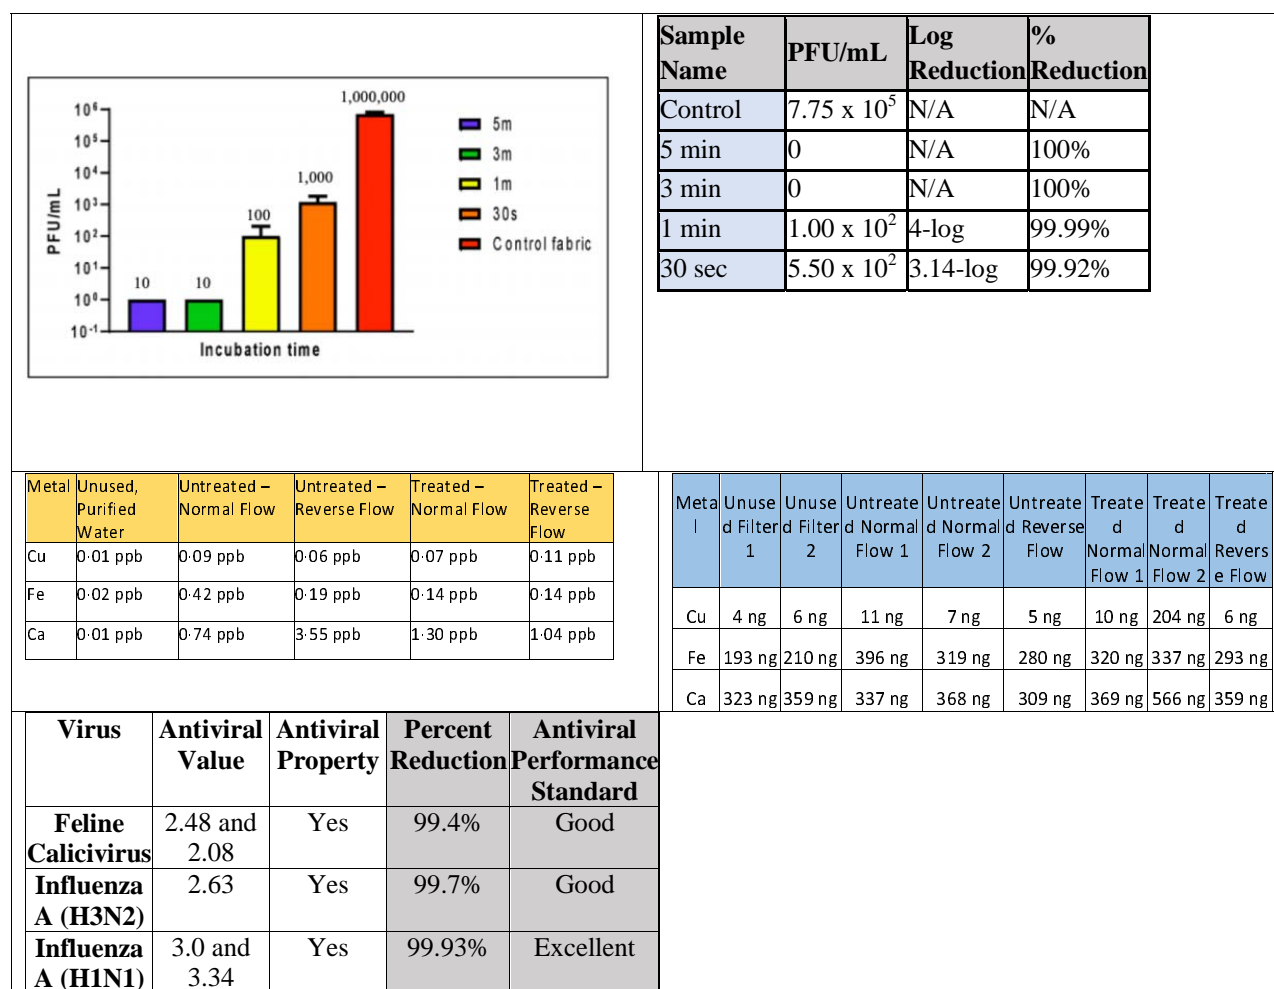 1,000,000
10⁶
10⁵
1,000
10⁴
10³
100
10²
10¹
10
10
10⁰
10⁻¹
PFU/mL
Incubation time
5m
3m
1m
30s
Control fabric
Sample Name PFU/mL Log Reduction % Reduction
Control 7.75 x 10⁵ N/A N/A
5 min 0 N/A 100%
3 min 0 N/A 100%
1 min 1.00 x 10² 4-log 99.99%
30 sec 5.50 x 10² 3.14-log 99.92%
Metal Unused, Purified Water Untreated – Normal Flow Untreated – Reverse Flow Treated – Normal Flow Treated – Reverse Flow
Cu 0·01 ppb 0·09 ppb 0·06 ppb 0·07 ppb 0·11 ppb
Fe 0·02 ppb 0·42 ppb 0·19 ppb 0·14 ppb 0·14 ppb
Ca 0·01 ppb 0·74 ppb 3·55 ppb 1·30 ppb 1·04 ppb
Meta Unuse Unuse Untreate Untreate Untreate Treate Treate Treate
l d Filter d Filter d Normal d Normal d Reverse d d d
1 2 Flow 1 Flow 2 Flow Normal Normal Revers
Flow 1 Flow 2 e Flow
Cu 4 ng 6 ng 11 ng 7 ng 5 ng 10 ng 204 ng 6 ng
Fe 193 ng 210 ng 396 ng 319 ng 280 ng 320 ng 337 ng 293 ng
Ca 323 ng 359 ng 337 ng 368 ng 309 ng 369 ng 566 ng 359 ng
Virus Antiviral Antiviral Percent Antiviral
Value Property Reduction Performance
Standard
Feline 2.48 and Yes 99.4% Good
Calicivirus 2.08
Influenza 2.63 Yes 99.7% Good
A (H3N2)
Influenza 3.0 and Yes 99.93% Excellent
A (H1N1) 3.34